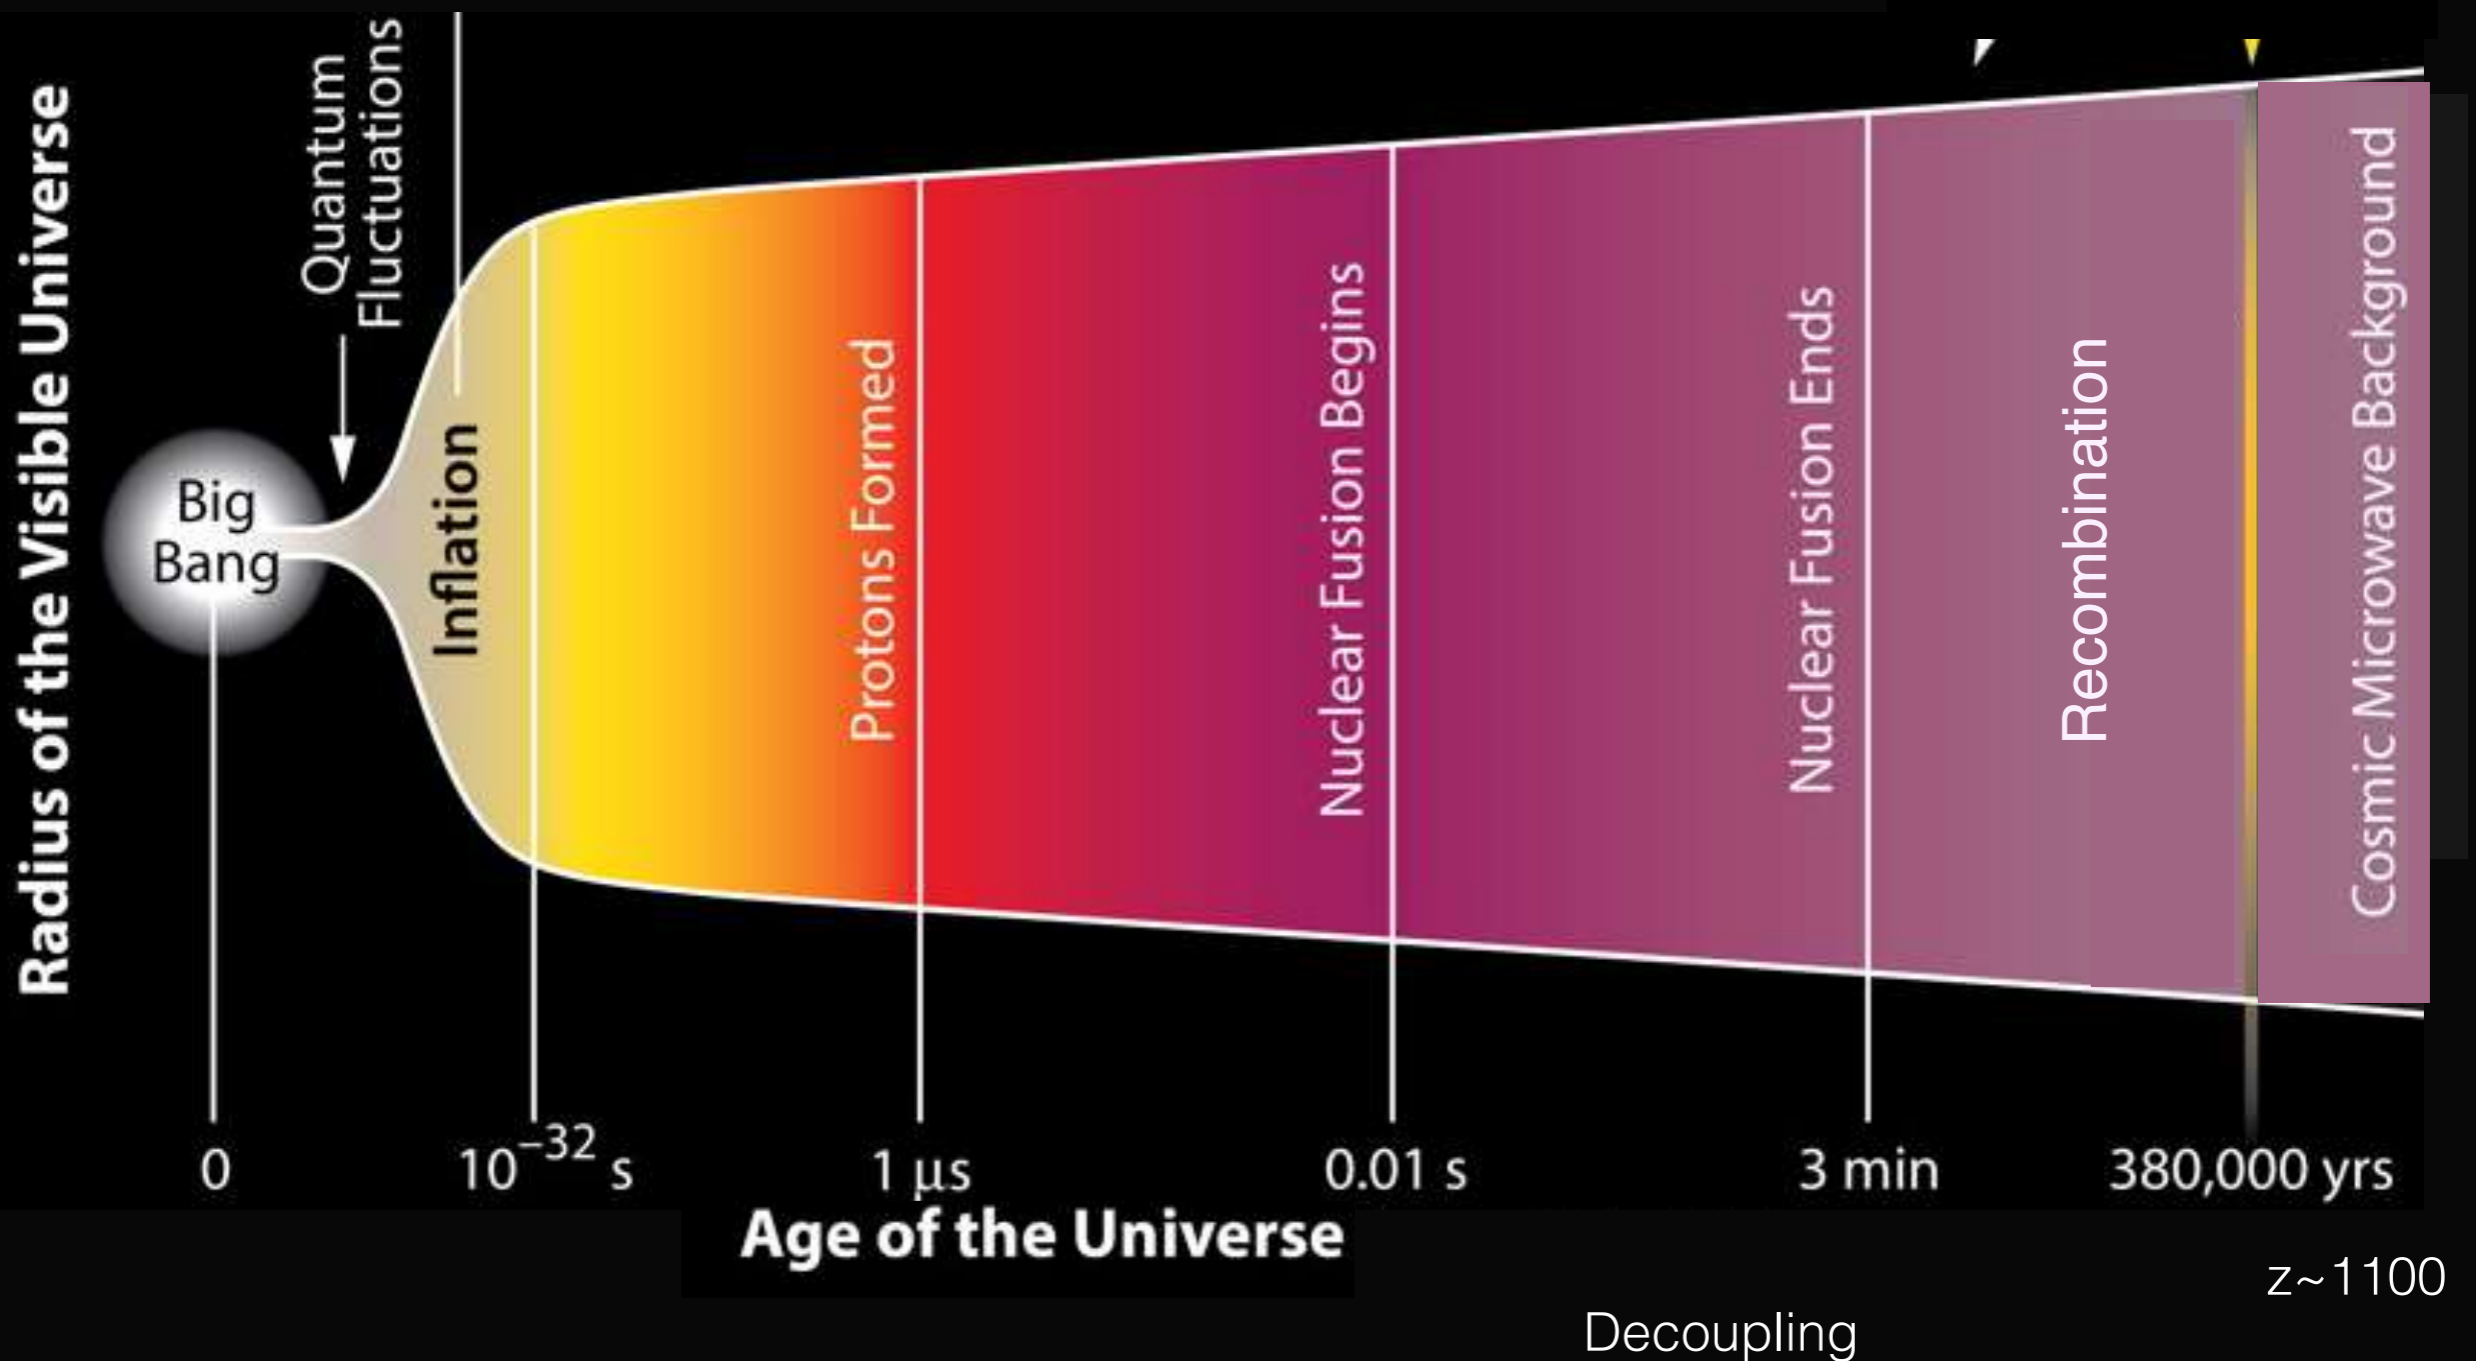 Radius of the Visible Universe
Quantum
Fluctuations
Big
Bang
Inflation
Protons Formed
Nuclear Fusion Begins
Nuclear Fusion Ends
Recombination
Cosmic Microwave Background
0
10⁻³² s
1 µs
0.01 s
3 min
380,000 yrs
Age of the Universe
z~1100
Decoupling